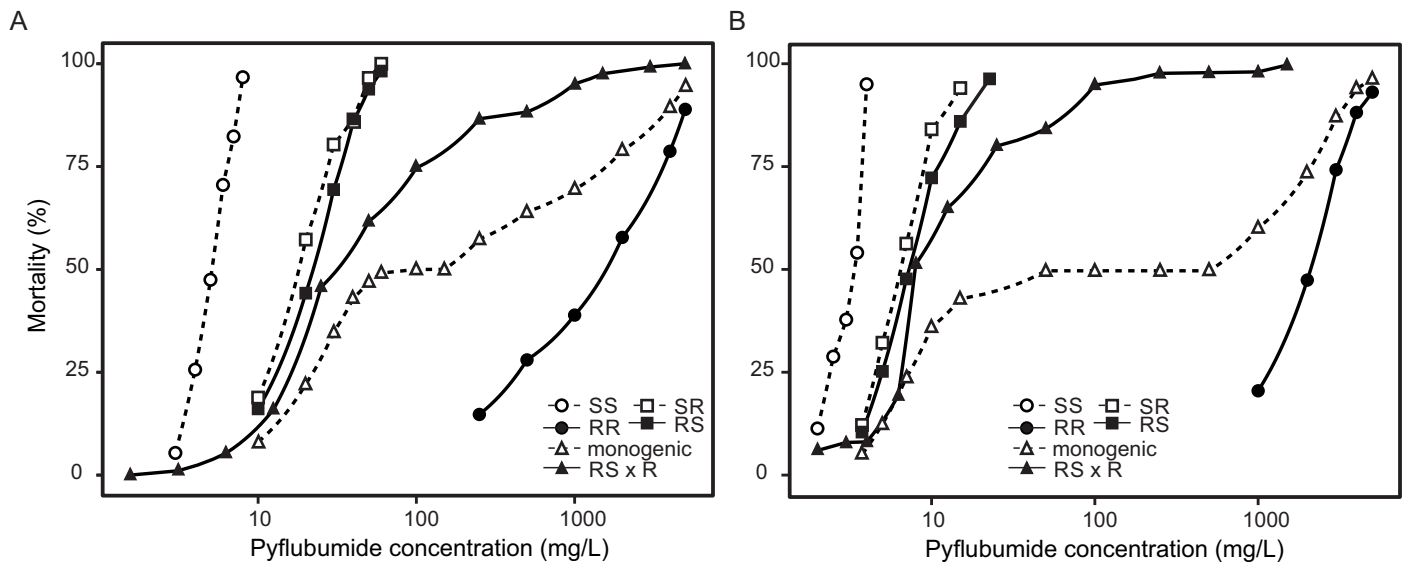 A
Mortality (%)
100
75
50
25
0
SS SR
RR RS
monogenic
RS x R
10 100 1000
Pyflubumide concentration (mg/L)
B
100
75
50
25
0
SS SR
RR RS
monogenic
RS x R
10 100 1000
Pyflubumide concentration (mg/L)